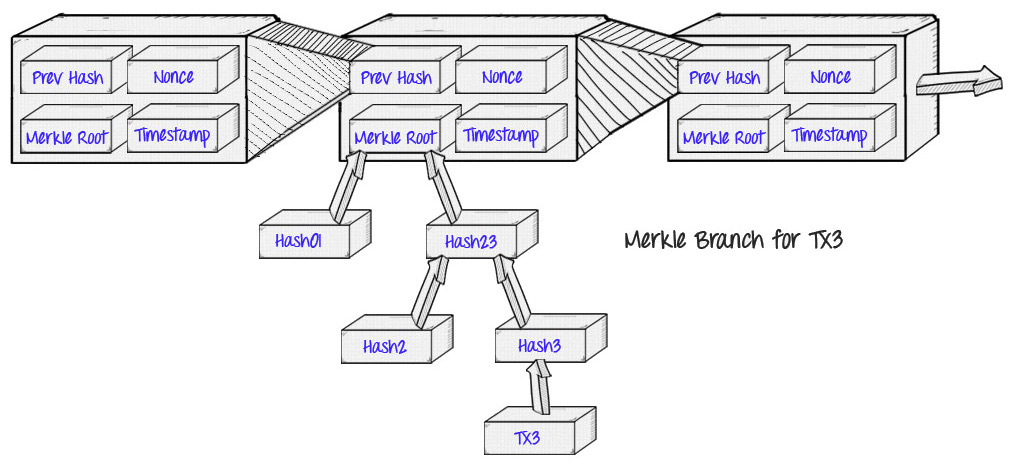 Prev Hash
Nonce
Prev Hash
Nonce
Prev Hash
Nonce
Merkle Root
Timestamp
Merkle Root
Timestamp
Merkle Root
Timestamp
Hash01
Hash23
Merkle Branch for TX3
Hash2
Hash3
TX3